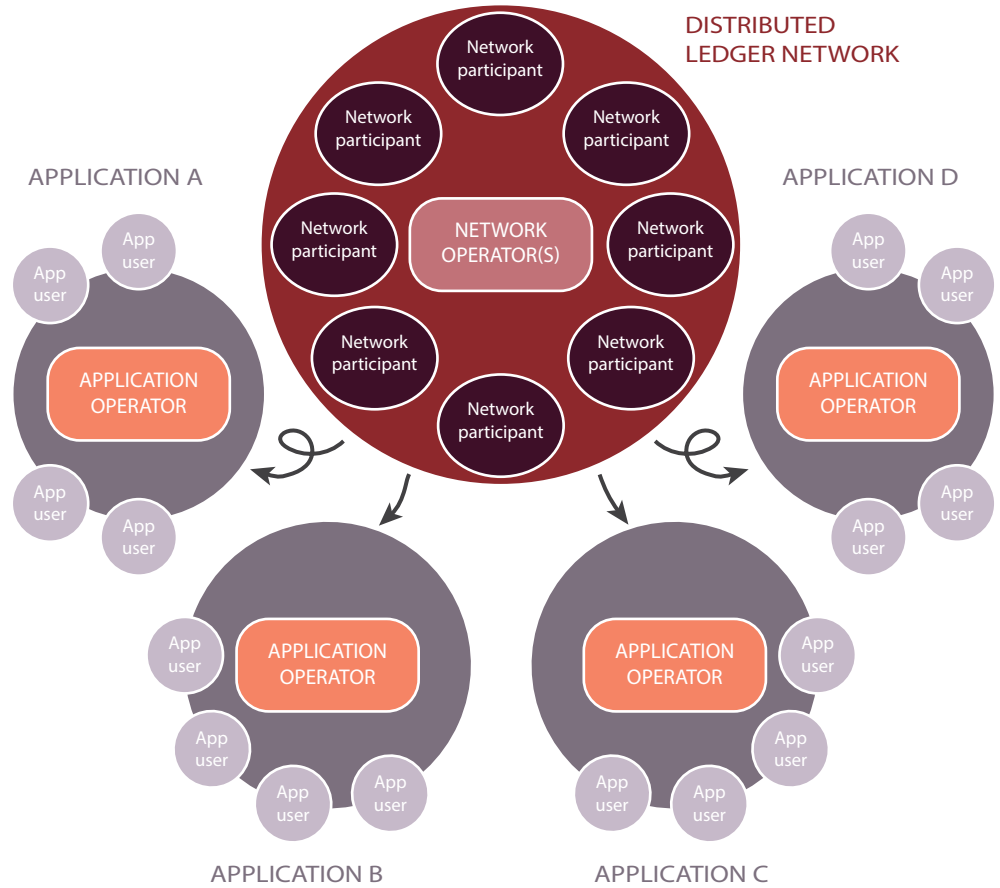 DISTRIBUTED
LEDGER NETWORK
Network
participant
Network
participant
Network
participant
Network
participant
NETWORK
OPERATOR(S)
Network
participant
Network
participant
Network
participant
Network
participant
APPLICATION A
App
user
App
user
APPLICATION
OPERATOR
App
user
App
user
APPLICATION D
App
user
App
user
APPLICATION
OPERATOR
App
user
App
user
App
user
APPLICATION
OPERATOR
App
user
App
user
App
user
APPLICATION B
APPLICATION
OPERATOR
App
user
App
user
App
user
App
user
APPLICATION C